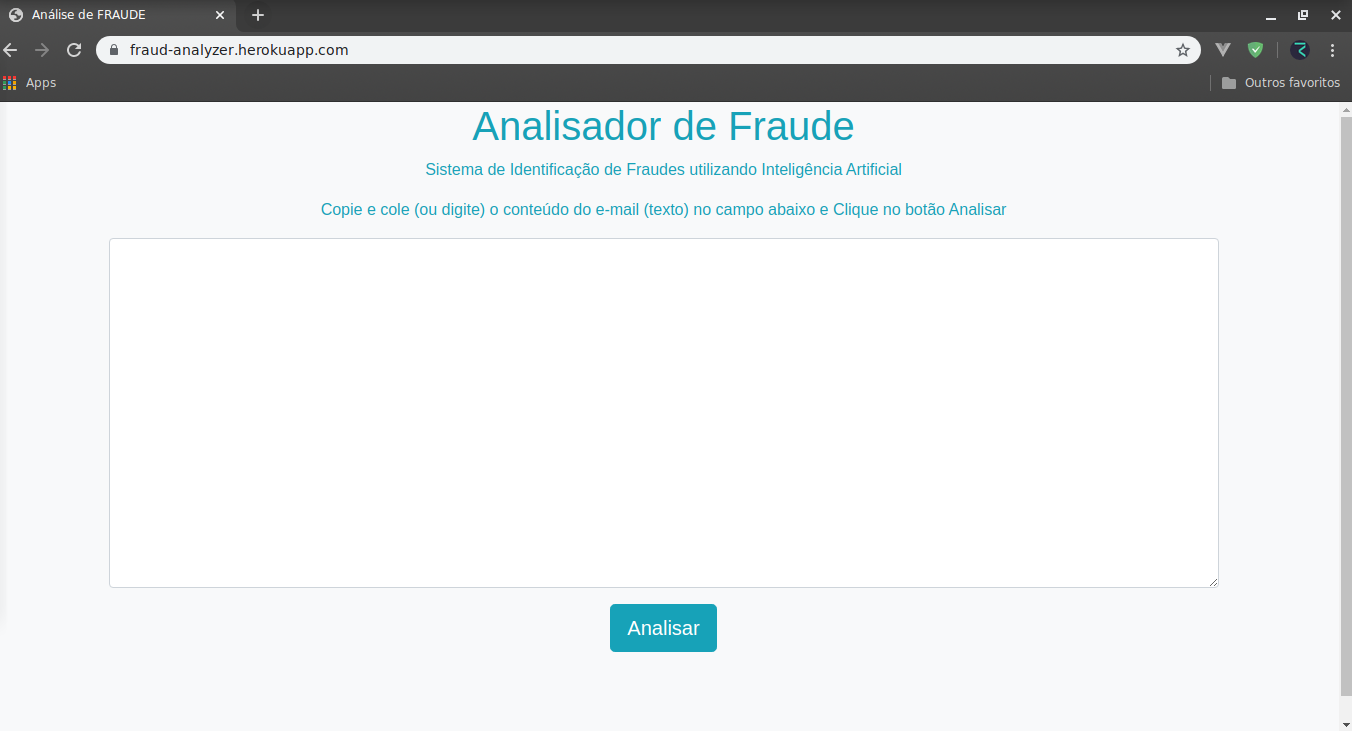 Análise de FRAUDE
fraud-analyzer.herokuapp.com
Apps
Outros favoritos
Analisador de Fraude
Sistema de Identificação de Fraudes utilizando Inteligência Artificial
Copie e cole (ou digite) o conteúdo do e-mail (texto) no campo abaixo e Clique no botão Analisar
Analisar